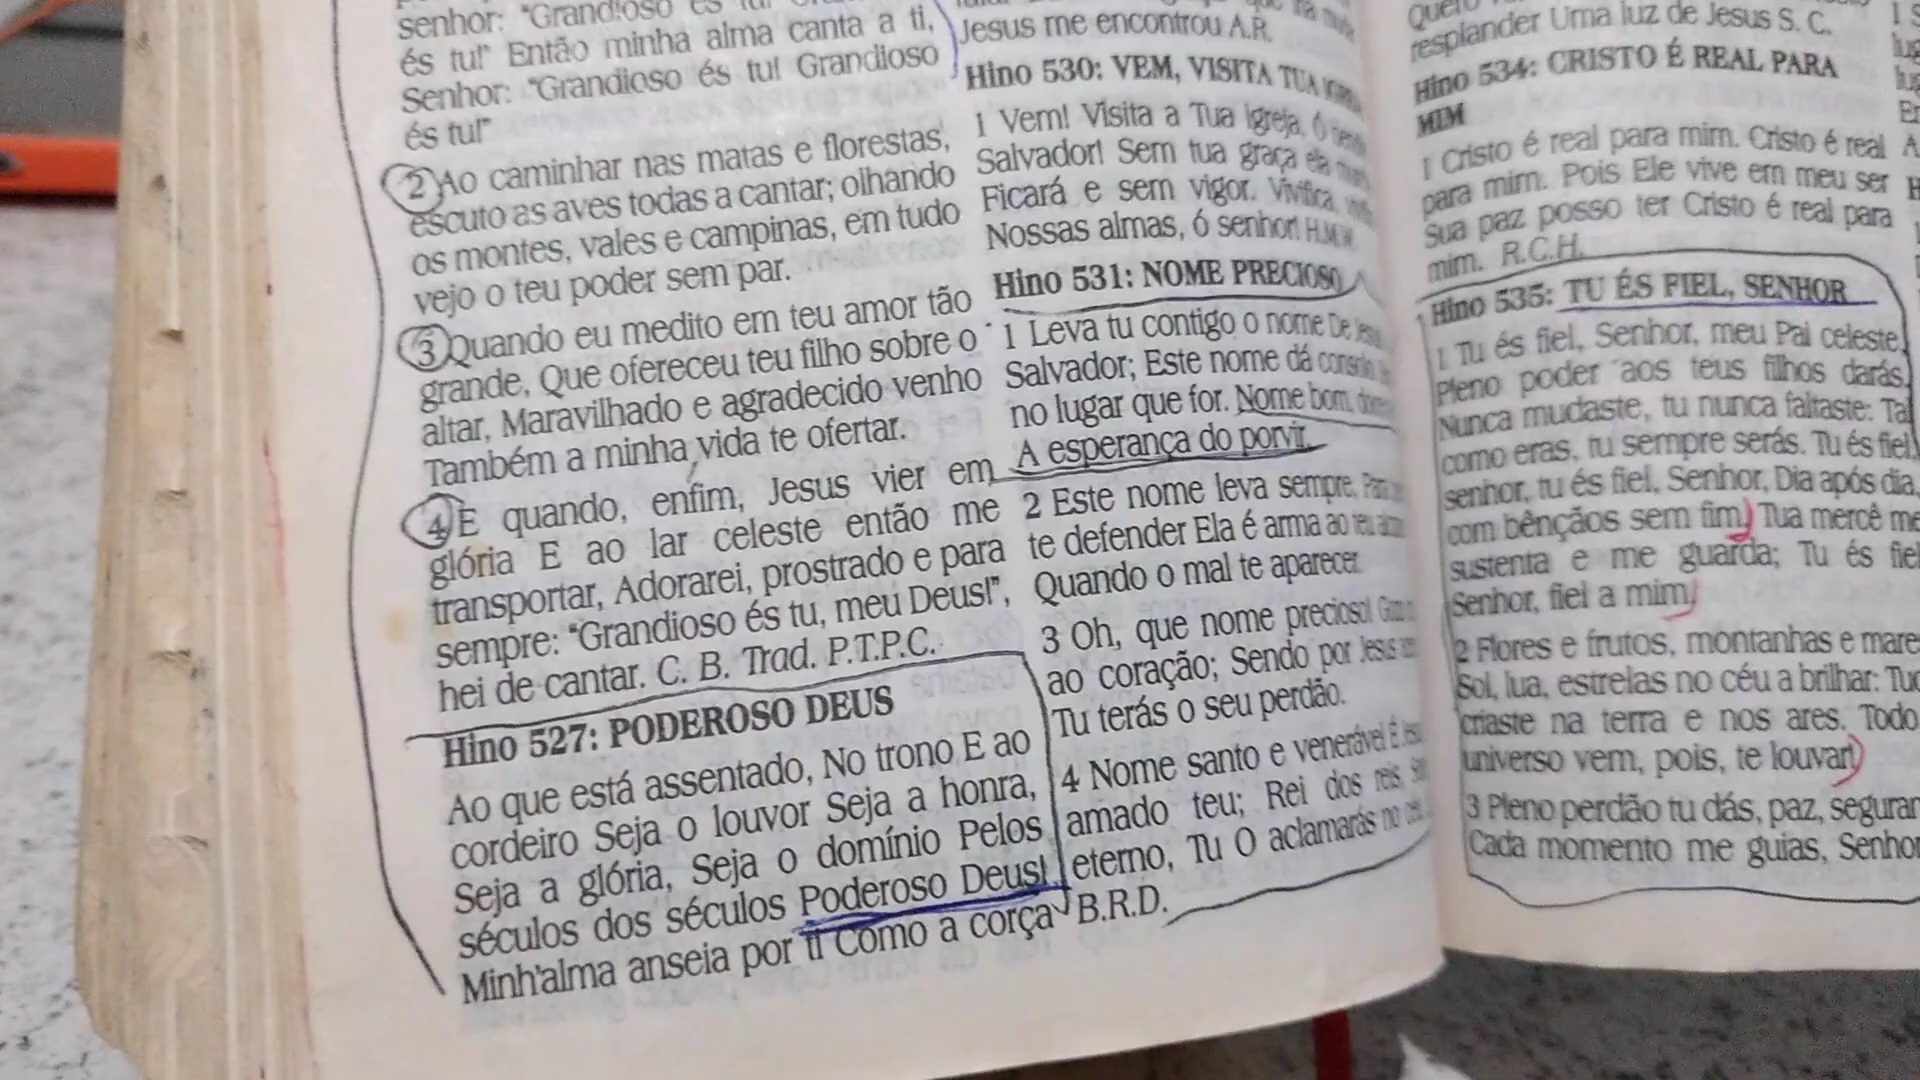 senhor: "Grandioso és tu!
és tu!" Então minha alma canta a ti,
Senhor: "Grandioso és tu! Grandioso
és tu!"
2 Ao caminhar nas matas e florestas,
escuto as aves todas a cantar; olhando
os montes, vales e campinas, em tudo
vejo o teu poder sem par.
3 Quando eu medito em teu amor tão
grande, Que ofereceu teu filho sobre o
altar, Maravilhado e agradecido venho
Também a minha vida te ofertar.
4 E quando, enfim, Jesus vier em
glória E ao lar celeste então me
transportar, Adorarei, prostrado e para
sempre: "Grandioso és tu, meu Deus!",
hei de cantar. C. B. Trad. P.T.P.C.
Hino 527: PODEROSO DEUS
Ao que está assentado, No trono E ao
cordeiro Seja o louvor Seja a honra,
Seja a glória, Seja o domínio Pelos
séculos dos séculos Poderoso Deus!
Minh'alma anseia por ti Como a corça
Jesus me encontrou A.R.
Hino 530: VEM, VISITA TUA IGREJA
1 Vem! Visita a Tua Igreja, Ó
Salvador! Sem tua graça ela
Ficará e sem vigor. Vivifica,
Nossas almas, ó senhor! H.M.W.
Hino 531: NOME PRECIOSO
1 Leva tu contigo o nome De Jesus
Salvador; Este nome dá
no lugar que for. Nome bom,
A esperança do porvir.
2 Este nome leva sempre, Para
te defender Ela é arma ao teu
Quando o mal te aparecer.
3 Oh, que nome precioso!
ao coração; Sendo por Jesus
Tu terás o seu perdão.
4 Nome santo e venerável É
amado teu; Rei dos reis,
eterno, Tu O aclamarás no
B.R.D.
resplander Uma luz de Jesus S. C.
Hino 534: CRISTO É REAL PARA
MIM
1 Cristo é real para mim. Cristo é real
para mim. Pois Ele vive em meu ser
Sua paz posso ter Cristo é real para
mim. R.C.H.
Hino 535: TU ÉS FIEL, SENHOR
1 Tu és fiel, Senhor, meu Pai celeste,
Pleno poder aos teus filhos darás.
Nunca mudaste, tu nunca faltaste: Tal
como eras, tu sempre serás. Tu és fiel,
senhor, tu és fiel, Senhor, Dia após dia,
com bênçãos sem fim, Tua mercê me
sustenta e me guarda; Tu és fiel
Senhor, fiel a mim.
2 Flores e frutos, montanhas e
Sol, lua, estrelas no céu a brilhar:
criaste na terra e nos ares. Todo
universo vem, pois, te louvar!
3 Pleno perdão tu dás, paz,
Cada momento me guias, Senhor